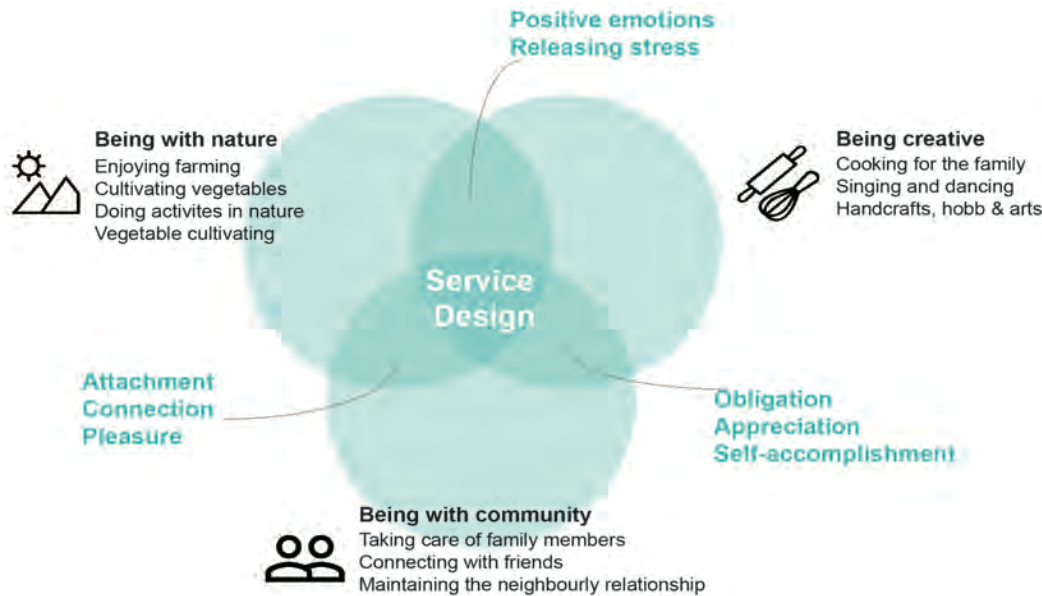 Positive emotions
Releasing stress
Being with nature
Enjoying farming
Cultivating vegetables
Doing activites in nature
Vegetable cultivating
Being creative
Cooking for the family
Singing and dancing
Handcrafts, hobb & arts
Service
Design
Attachment
Connection
Pleasure
Obligation
Appreciation
Self-accomplishment
Being with community
Taking care of family members
Connecting with friends
Maintaining the neighbourly relationship